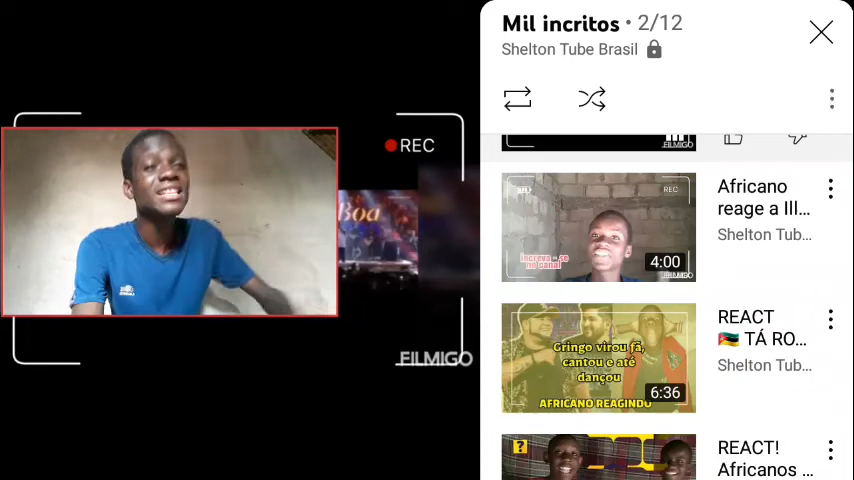 Mil incritos • 2/12
Shelton Tube Brasil
REC
Boa
FILMIGO
FILMIGO
REC
Increva-se
no canal
4:00
FILMIGO
Africano
reage a Ill...
Shelton Tub...
Gringo virou fã,
cantou e até
dançou
6:36
AFRICANO REAGINDO
REACT
🇲🇿 TÁ RO...
Shelton Tub...
?
REACT!
Africanos ...